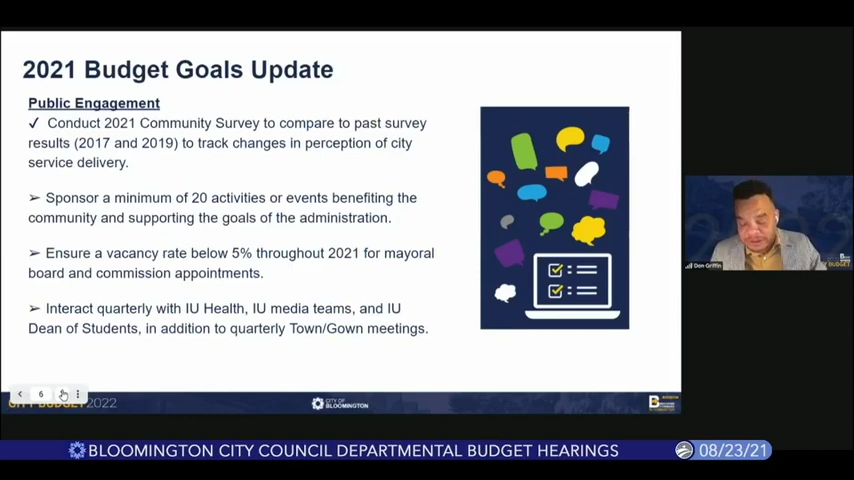 2021 Budget Goals Update
Public Engagement
✓ Conduct 2021 Community Survey to compare to past survey
results (2017 and 2019) to track changes in perception of city
service delivery.
➢ Sponsor a minimum of 20 activities or events benefiting the
community and supporting the goals of the administration.
➢ Ensure a vacancy rate below 5% throughout 2021 for mayoral
board and commission appointments.
➢ Interact quarterly with IU Health, IU media teams, and IU
Dean of Students, in addition to quarterly Town/Gown meetings.
6
CITY BUDGET 2022
CITY OF
BLOOMINGTON
2022
BUDGET
Don Griffin
BLOOMINGTON CITY COUNCIL DEPARTMENTAL BUDGET HEARINGS
08/23/21